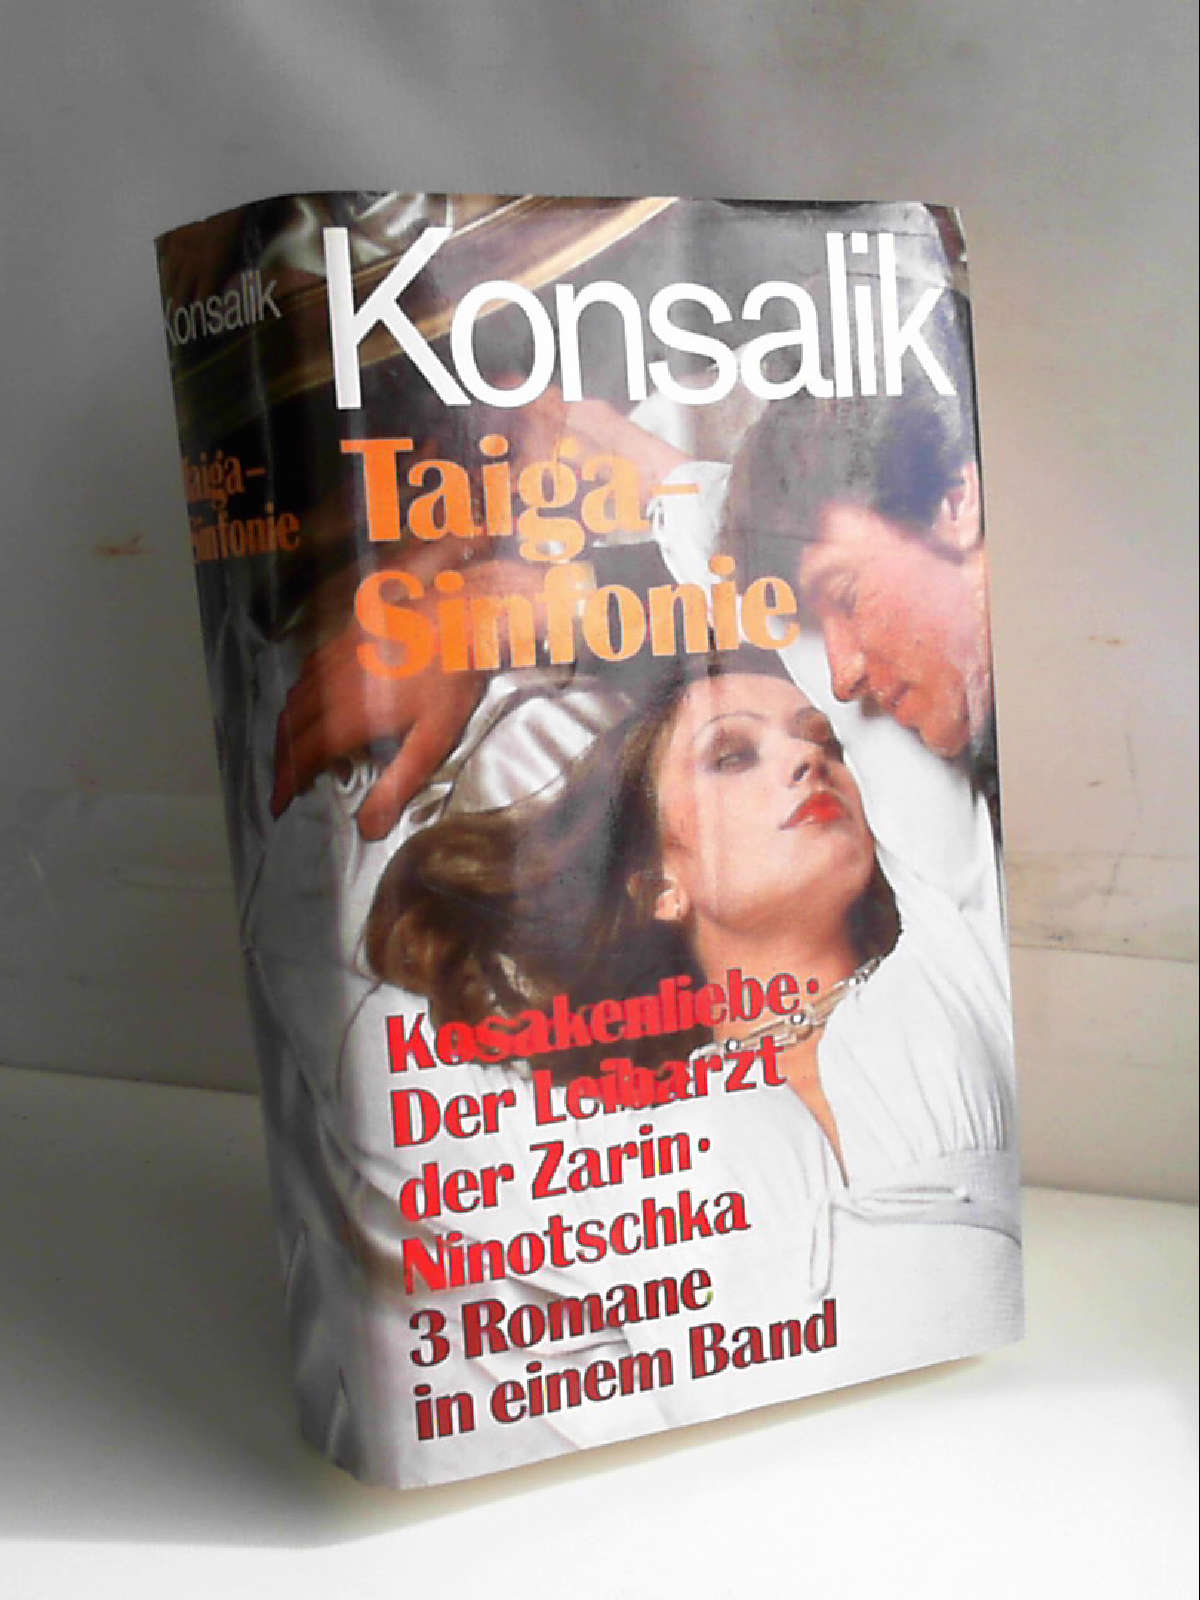 Konsalik
Taiga-
Sinfonie
Konsalik
Taiga-
Sinfonie
Kosakenliebe·
Der Leibarzt
der Zarin·
Ninotschka
3 Romane
in einem Band